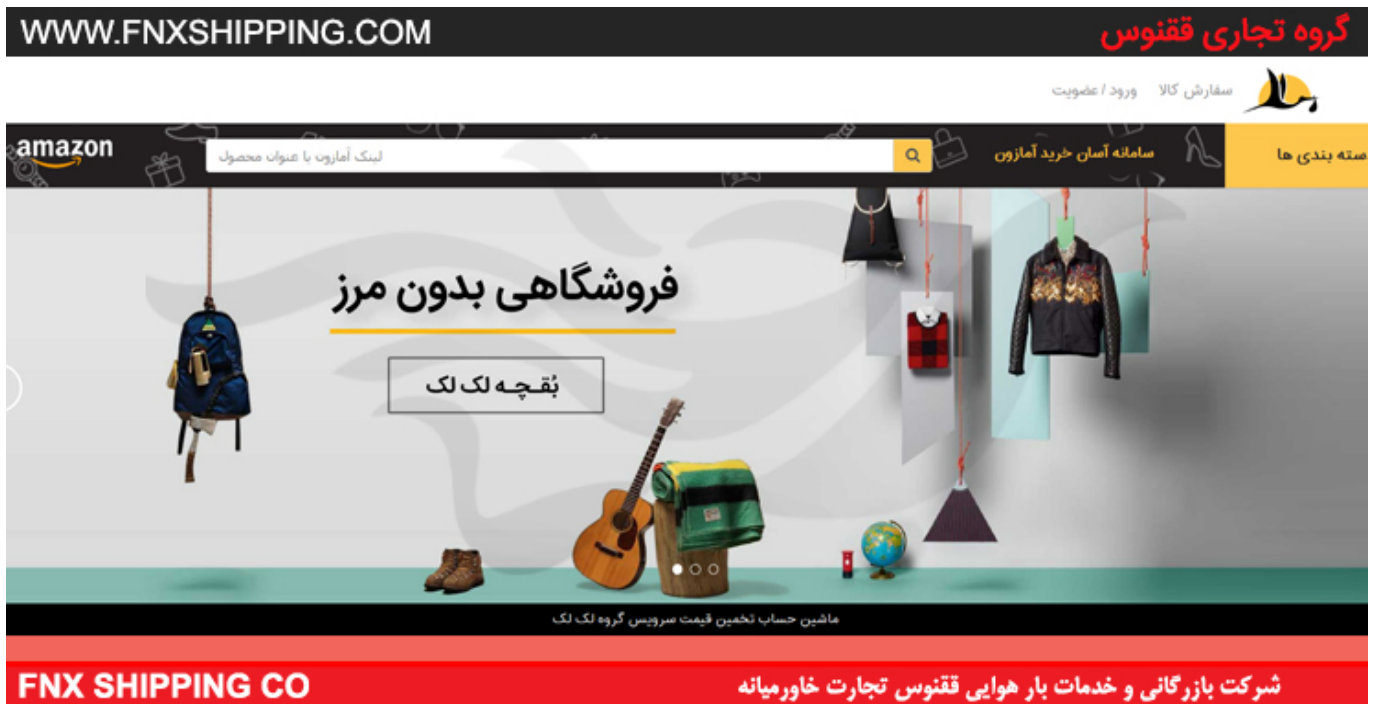 WWW.FNXSHIPPING.COM گروه تجاری ققنوس
سفارش کالا ورود / عضویت
دسته بندی ها سامانه آسان خرید آمازون لینک آمازون یا عنوان محصول amazon
فروشگاهی بدون مرز
بُقـچـه لک لک
ماشین حساب تخمین قیمت سرویس گروه لک لک
FNX SHIPPING CO شرکت بازرگانی و خدمات بار هوایی ققنوس تجارت خاورمیانه